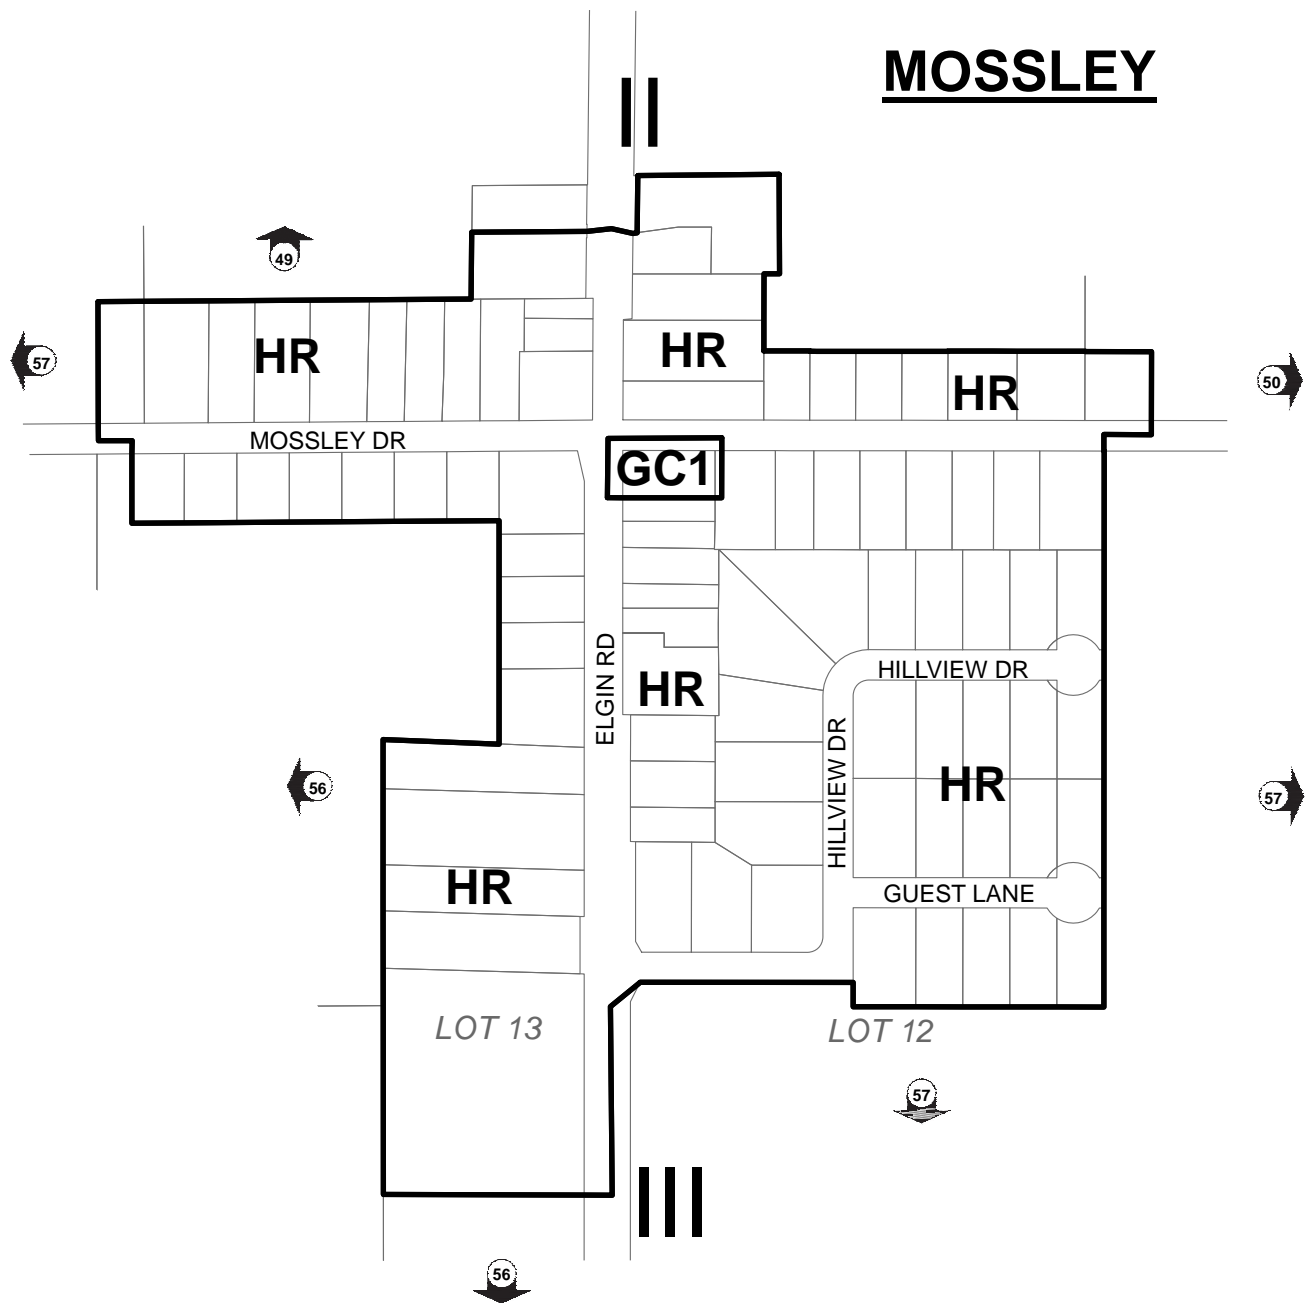 MOSSLEY
II
49
57
HR
HR
HR
50
MOSSLEY DR
GC1
ELGIN RD
HILLVIEW DR
HR
HILLVIEW DR
HR
56
57
HR
GUEST LANE
LOT 13
LOT 12
57
III
56